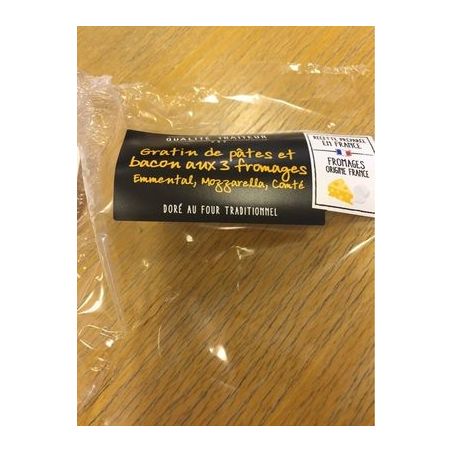 QUALITÉ TRAITEUR
Gratin de pâtes et
bacon aux 3 fromages
Emmental, Mozzarella, Comté
DORÉ AU FOUR TRADITIONNEL
RECETTE PRÉPARÉE
EN FRANCE
FROMAGES
ORIGINE FRANCE